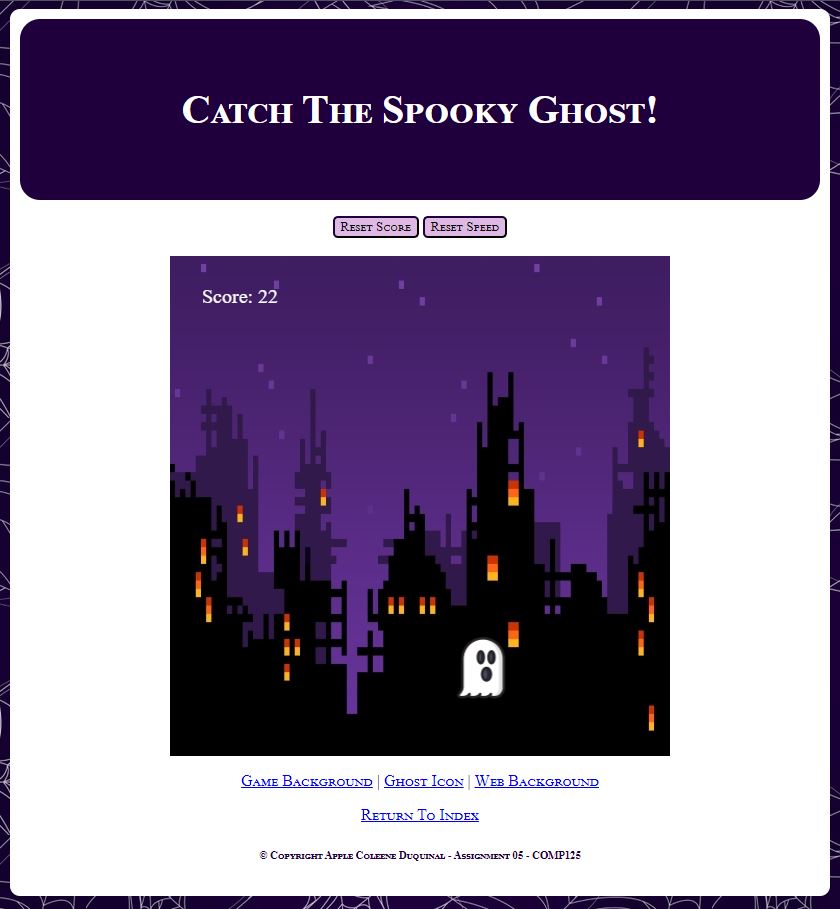 Catch The Spooky Ghost!
Reset Score Reset Speed
Score: 22
Game Background | Ghost Icon | Web Background
Return To Index
© Copyright Apple Coleene Duquinal - Assignment 05 - COMP125